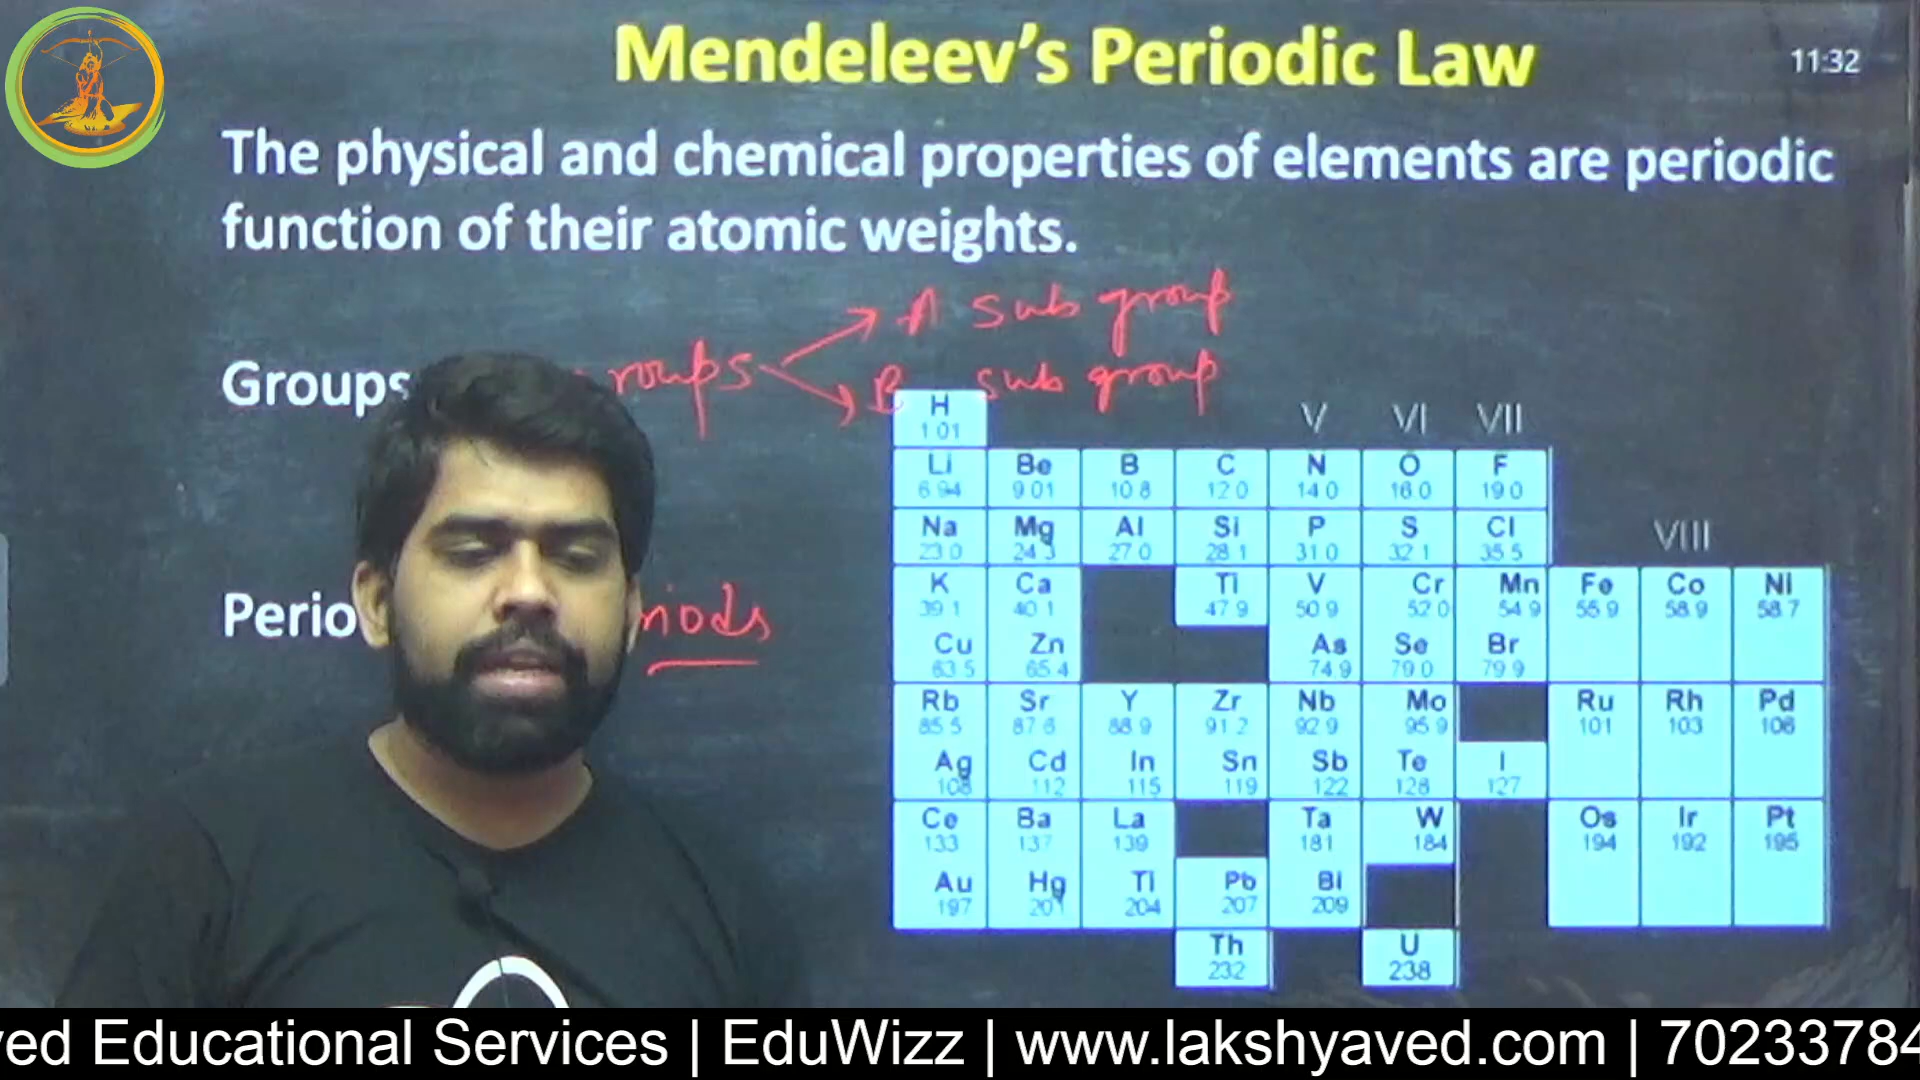 Mendeleev's Periodic Law
11:32
The physical and chemical properties of elements are periodic
function of their atomic weights.
A sub group
Groups roups
B sub group
V VI VII
H
1.01
Li Be B C N O F
6.94 9.01 10.8 12.0 14.0 16.0 19.0
Na Mg Al Si P S Cl
23.0 24.3 27.0 28.1 31.0 32.1 35.5
VIII
K Ca Ti V Cr Mn Fe Co Ni
39.1 40.1 47.9 50.9 52.0 54.9 55.9 58.9 58.7
Perio riods
Cu Zn As Se Br
63.5 65.4 74.9 79.0 79.9
Rb Sr Y Zr Nb Mo Ru Rh Pd
85.5 87.6 88.9 91.2 92.9 95.9 101 103 106
Ag Cd In Sn Sb Te I
108 112 115 119 122 128 127
Ce Ba La Ta W Os Ir Pt
133 137 139 181 184 194 192 195
Au Hg Tl Pb Bi
197 201 204 207 209
Th U
232 238
ved Educational Services | EduWizz | www.lakshyaved.com | 70233784